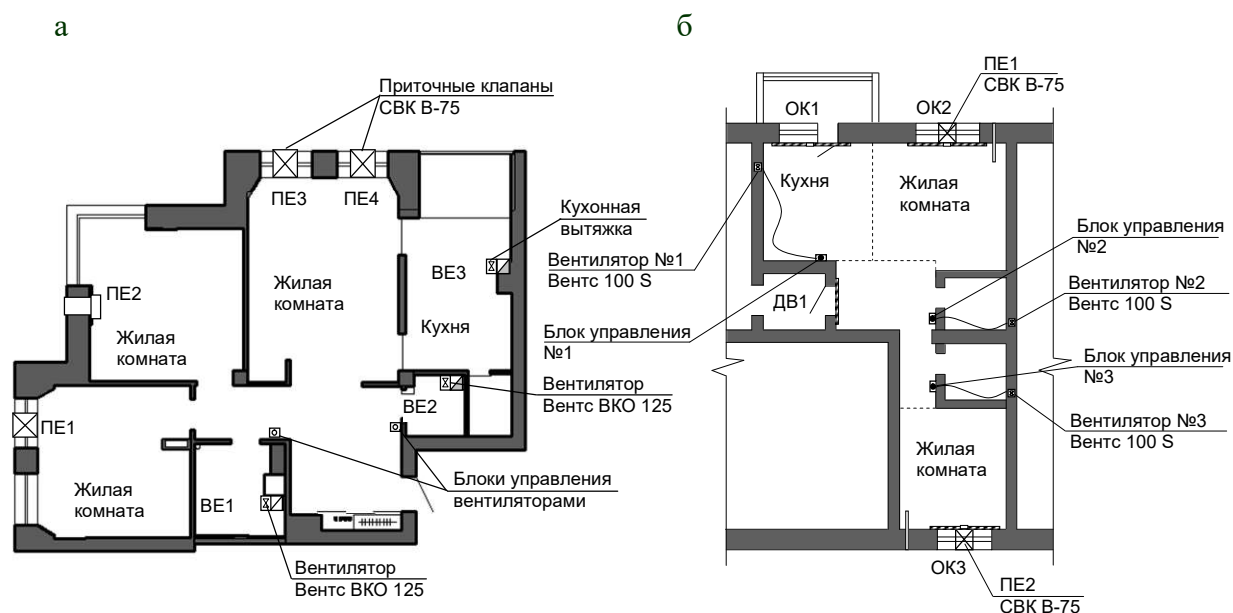 а
Приточные клапаны
СВК В-75
ПЕ3
ПЕ4
Кухонная
вытяжка
ВЕ3
ПЕ2
Жилая
комната
Жилая
комната
Кухня
Вентилятор
Вентс ВКО 125
ВЕ2
ПЕ1
Жилая
комната
ВЕ1
Блоки управления
вентиляторами
Вентилятор
Вентс ВКО 125
б
ПЕ1
СВК В-75
ОК1
ОК2
Кухня
Жилая
комната
Вентилятор №1
Вентс 100 S
Блок управления
№2
ДВ1
Вентилятор №2
Вентс 100 S
Блок управления
№1
Блок управления
№3
Вентилятор №3
Вентс 100 S
Жилая
комната
ОК3
ПЕ2
СВК В-75